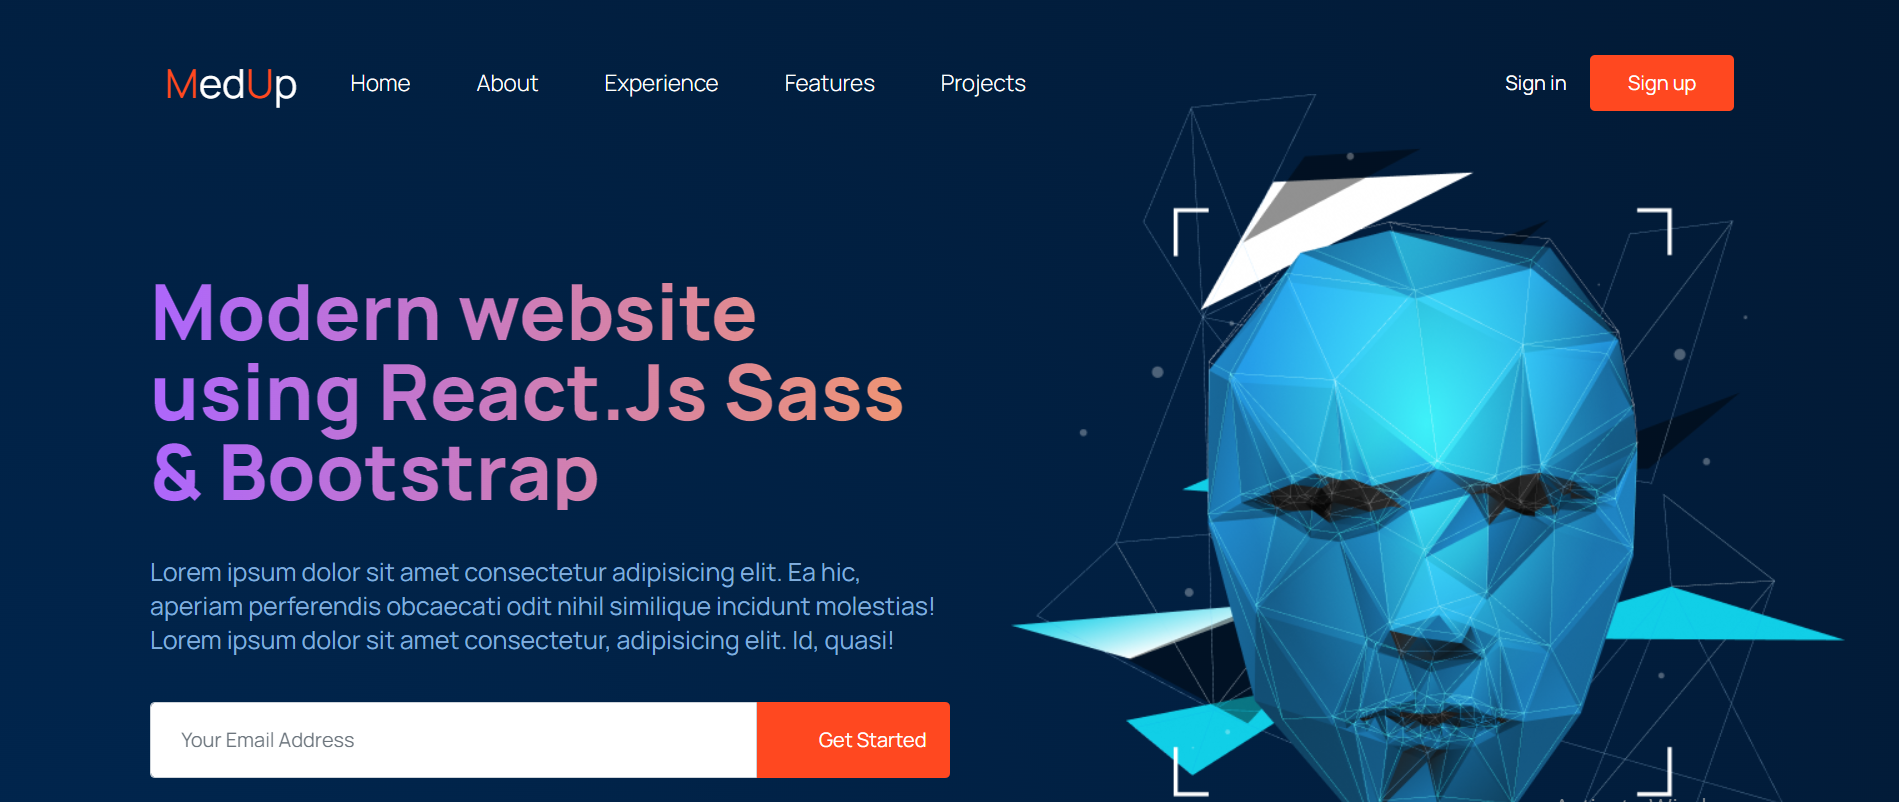 MedUp Home About Experience Features Projects Sign in Sign up
Modern website
using React.Js Sass
& Bootstrap
Lorem ipsum dolor sit amet consectetur adipisicing elit. Ea hic,
aperiam perferendis obcaecati odit nihil similique incidunt molestias!
Lorem ipsum dolor sit amet consectetur, adipisicing elit. Id, quasi!
Your Email Address Get Started